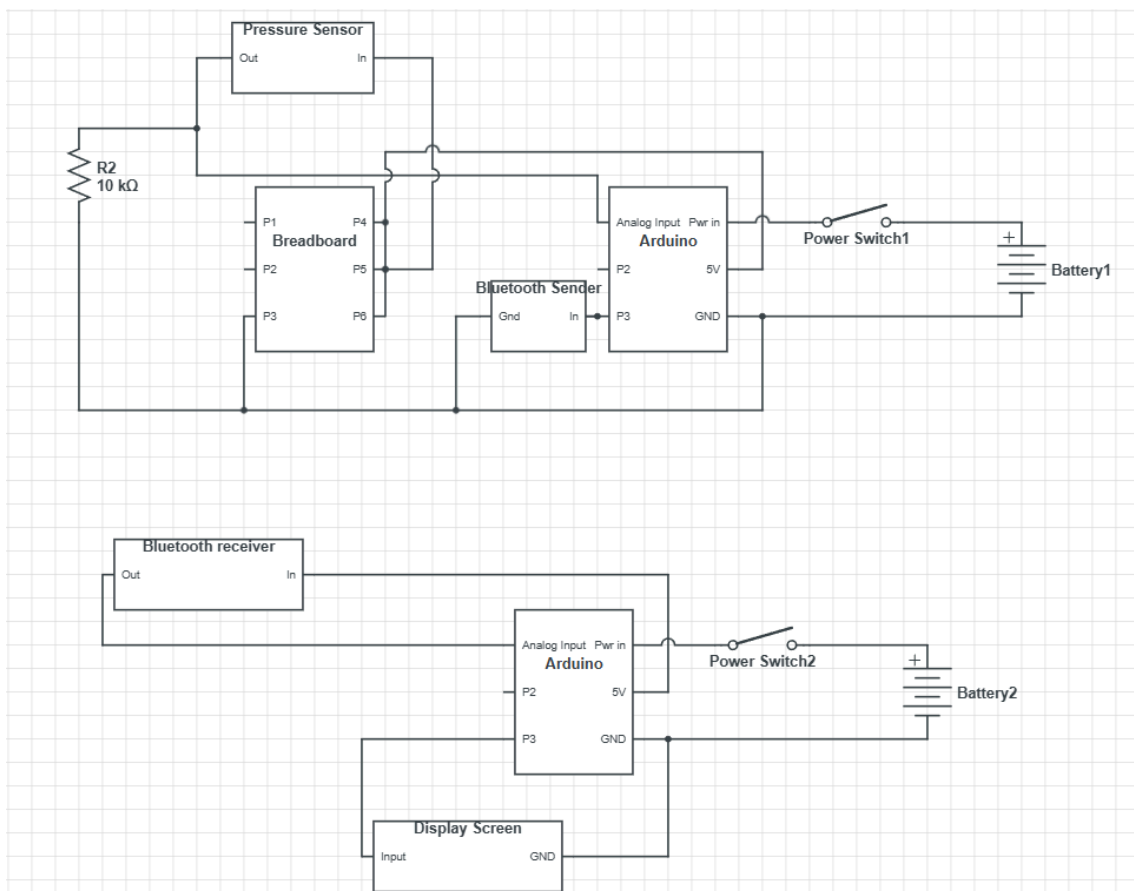 Pressure Sensor
Out In
R2
10 kΩ
P1 P4
Breadboard
P2 P5
P3 P6
Analog Input Pwr in
Arduino
P2 5V
P3 GND
Bluetooth Sender
Gnd In
Power Switch1
+
Battery1
Bluetooth receiver
Out In
Analog Input Pwr in
Arduino
P2 5V
P3 GND
Power Switch2
+
Battery2
Display Screen
Input GND